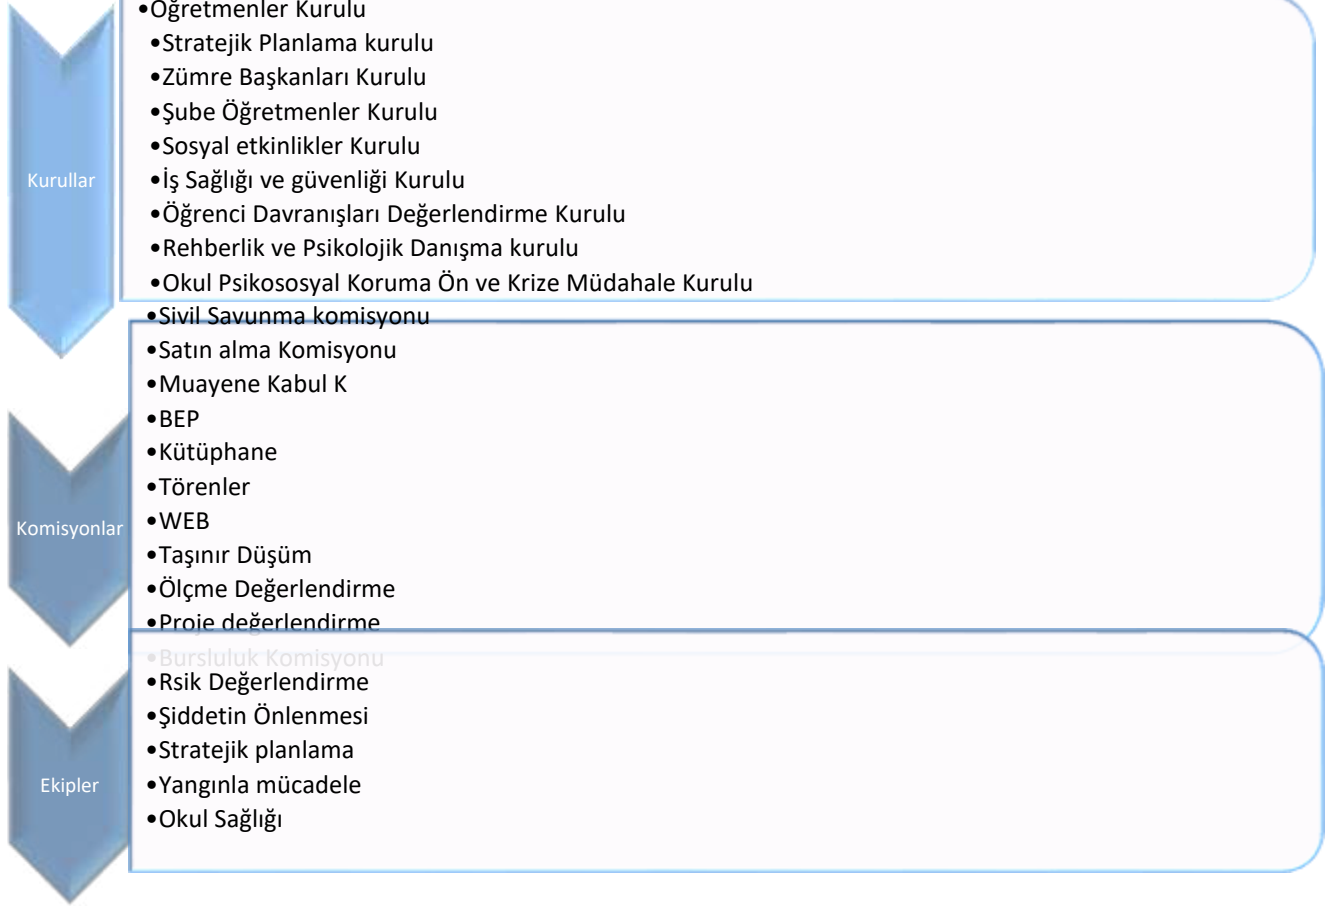 Kurullar
•Öğretmenler Kurulu
•Stratejik Planlama kurulu
•Zümre Başkanları Kurulu
•Şube Öğretmenler Kurulu
•Sosyal etkinlikler Kurulu
•İş Sağlığı ve güvenliği Kurulu
•Öğrenci Davranışları Değerlendirme Kurulu
•Rehberlik ve Psikolojik Danışma kurulu
•Okul Psikososyal Koruma Ön ve Krize Müdahale Kurulu
Komisyonlar
•Sivil Savunma komisyonu
•Satın alma Komisyonu
•Muayene Kabul K
•BEP
•Kütüphane
•Törenler
•WEB
•Taşınır Düşüm
•Ölçme Değerlendirme
•Proje değerlendirme
•Bursluluk Komisyonu
Ekipler
•Rsik Değerlendirme
•Şiddetin Önlenmesi
•Stratejik planlama
•Yangınla mücadele
•Okul Sağlığı